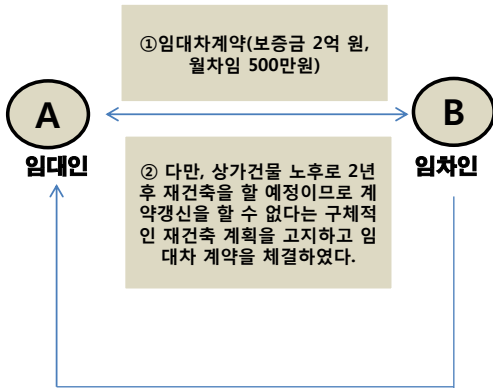 ①임대차계약(보증금 2억 원,
월차임 500만원)
A
B
임대인
임차인
② 다만, 상가건물 노후로 2년
후 재건축을 할 예정이므로 계
약갱신을 할 수 없다는 구체적
인 재건축 계획을 고지하고 임
대차 계약을 체결하였다.